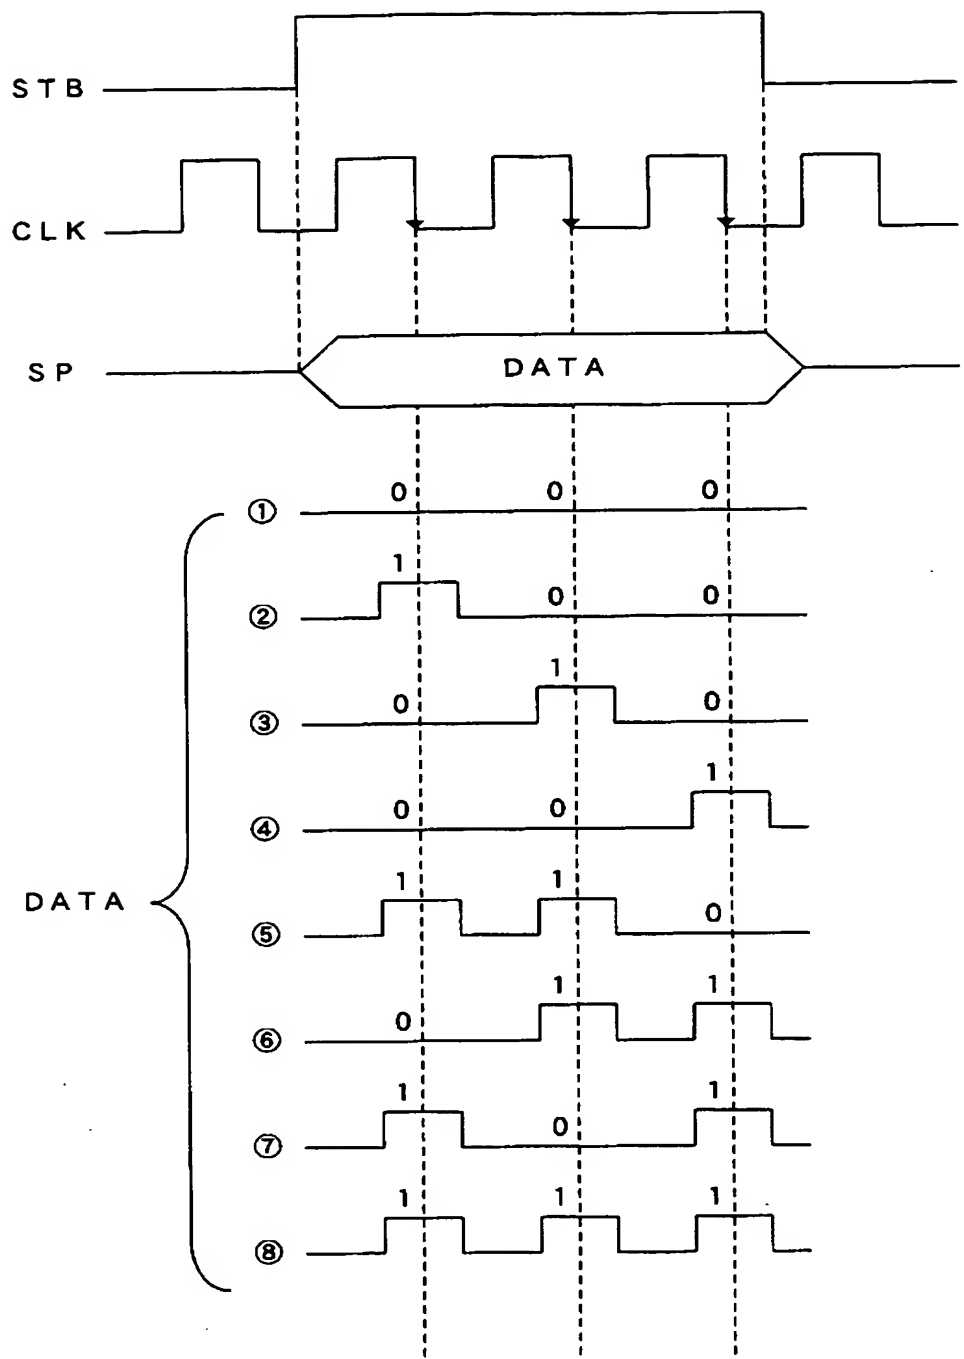 STB
CLK
SP
DATA
① 0 0 0
② 1 0 0
③ 0 1 0
④ 0 0 1
DATA
⑤ 1 1 0
⑥ 0 1 1
⑦ 1 0 1
⑧ 1 1 1